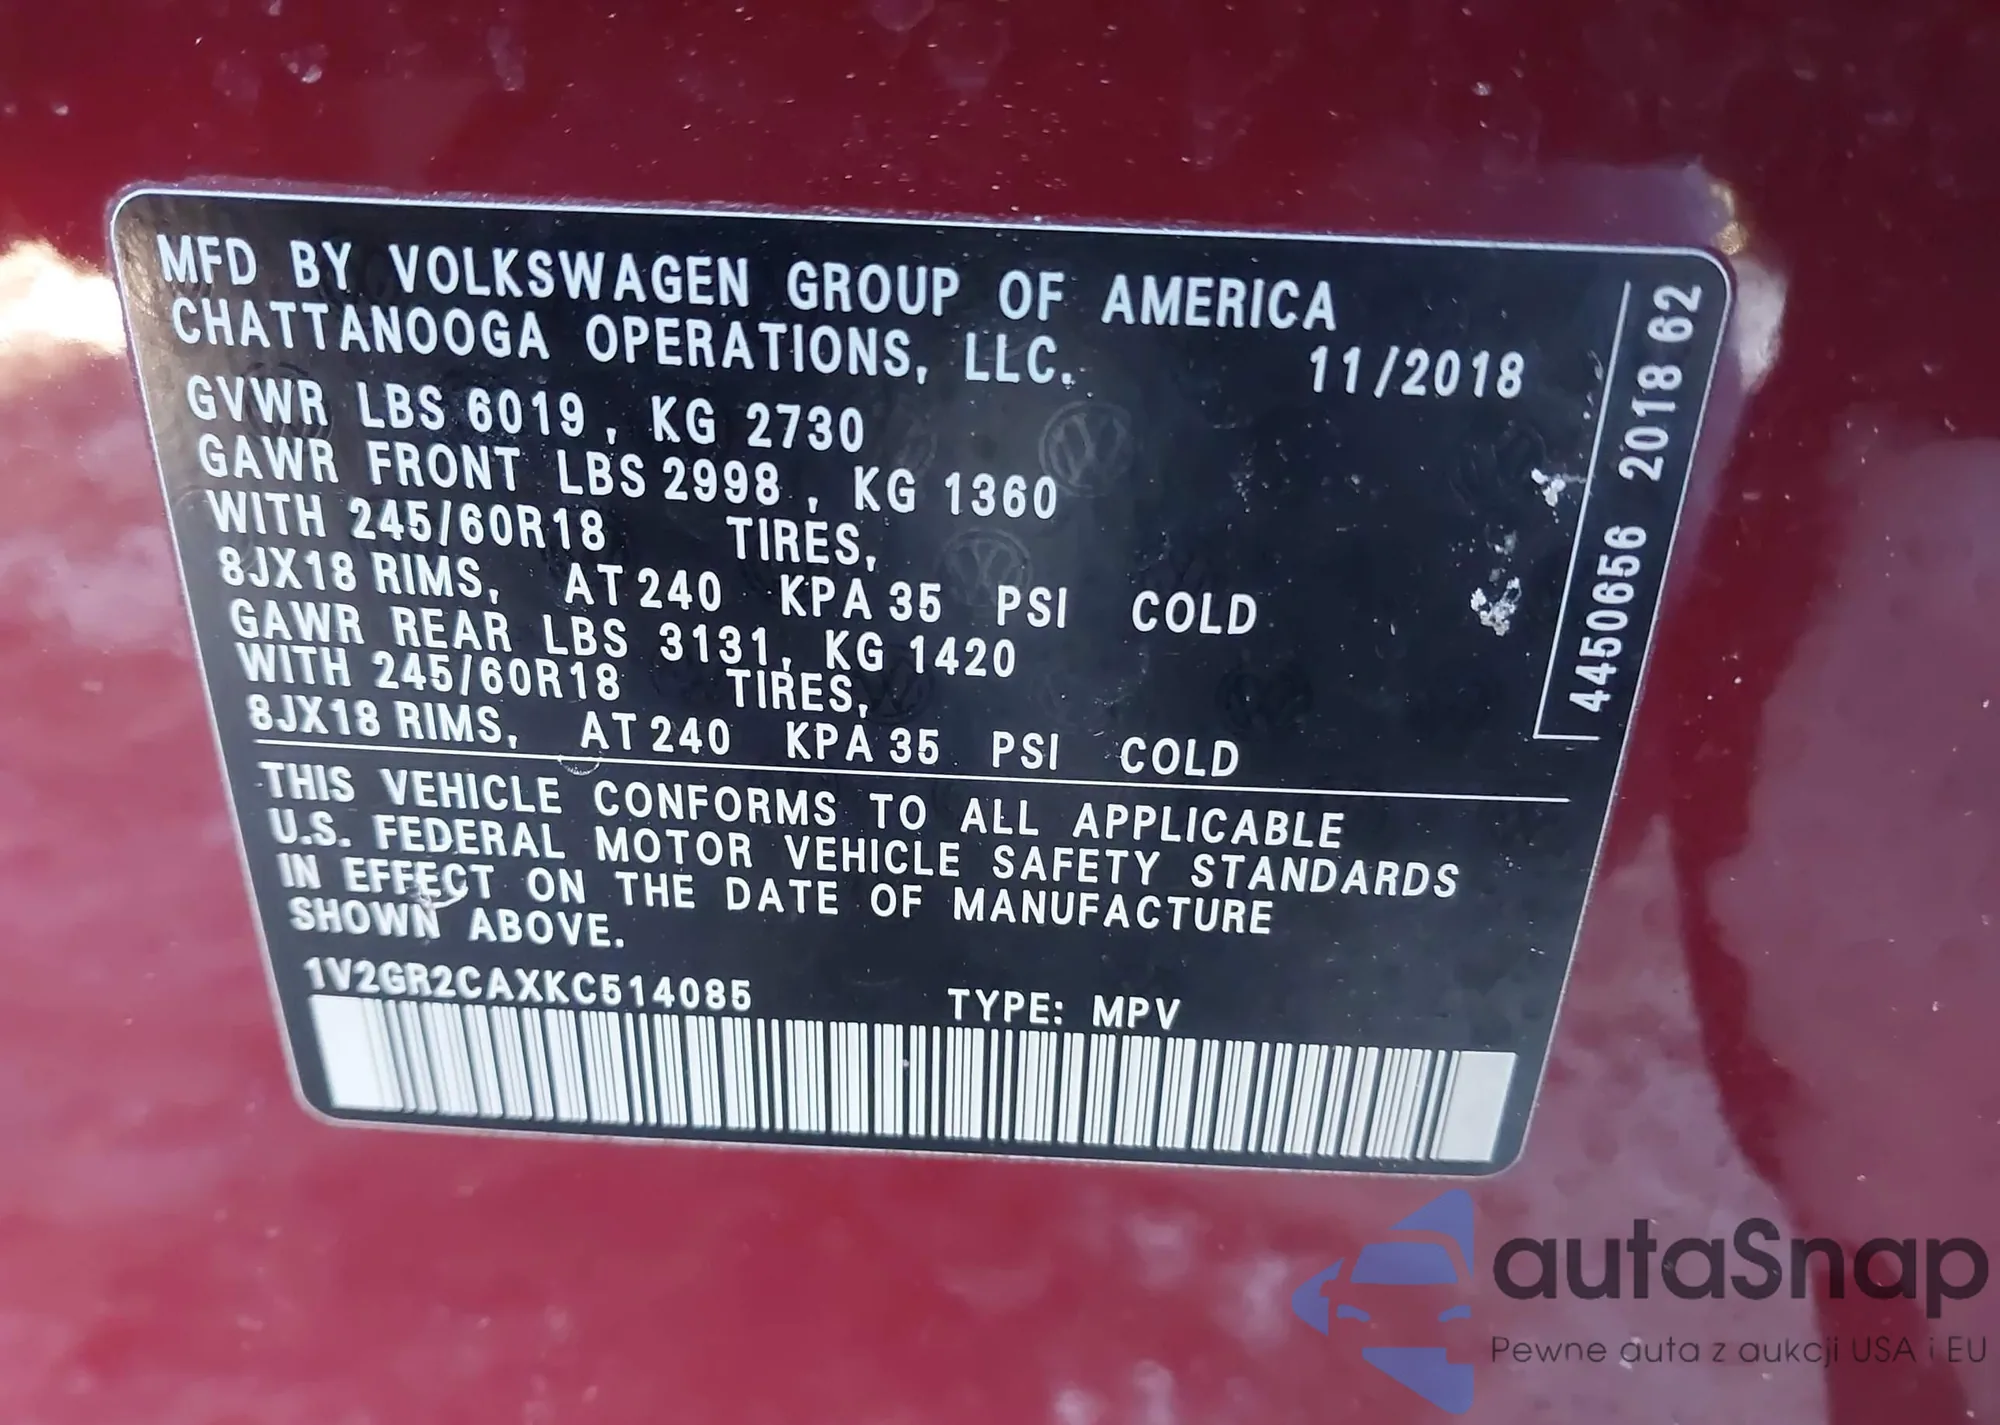 MFD BY VOLKSWAGEN GROUP OF AMERICA
CHATTANOOGA OPERATIONS, LLC. 11/2018
GVWR LBS 6019, KG 2730
GAWR FRONT LBS 2998, KG 1360
WITH 245/60R18 TIRES,
8JX18 RIMS, AT 240 KPA 35 PSI COLD
GAWR REAR LBS 3131, KG 1420
WITH 245/60R18 TIRES,
8JX18 RIMS, AT 240 KPA 35 PSI COLD
THIS VEHICLE CONFORMS TO ALL APPLICABLE
U.S. FEDERAL MOTOR VEHICLE SAFETY STANDARDS
IN EFFECT ON THE DATE OF MANUFACTURE
SHOWN ABOVE.
1V2GR2CAXKC514085 TYPE: MPV
4450656 2018 62
autaSnap
Pewne auta z aukcji USA i EU